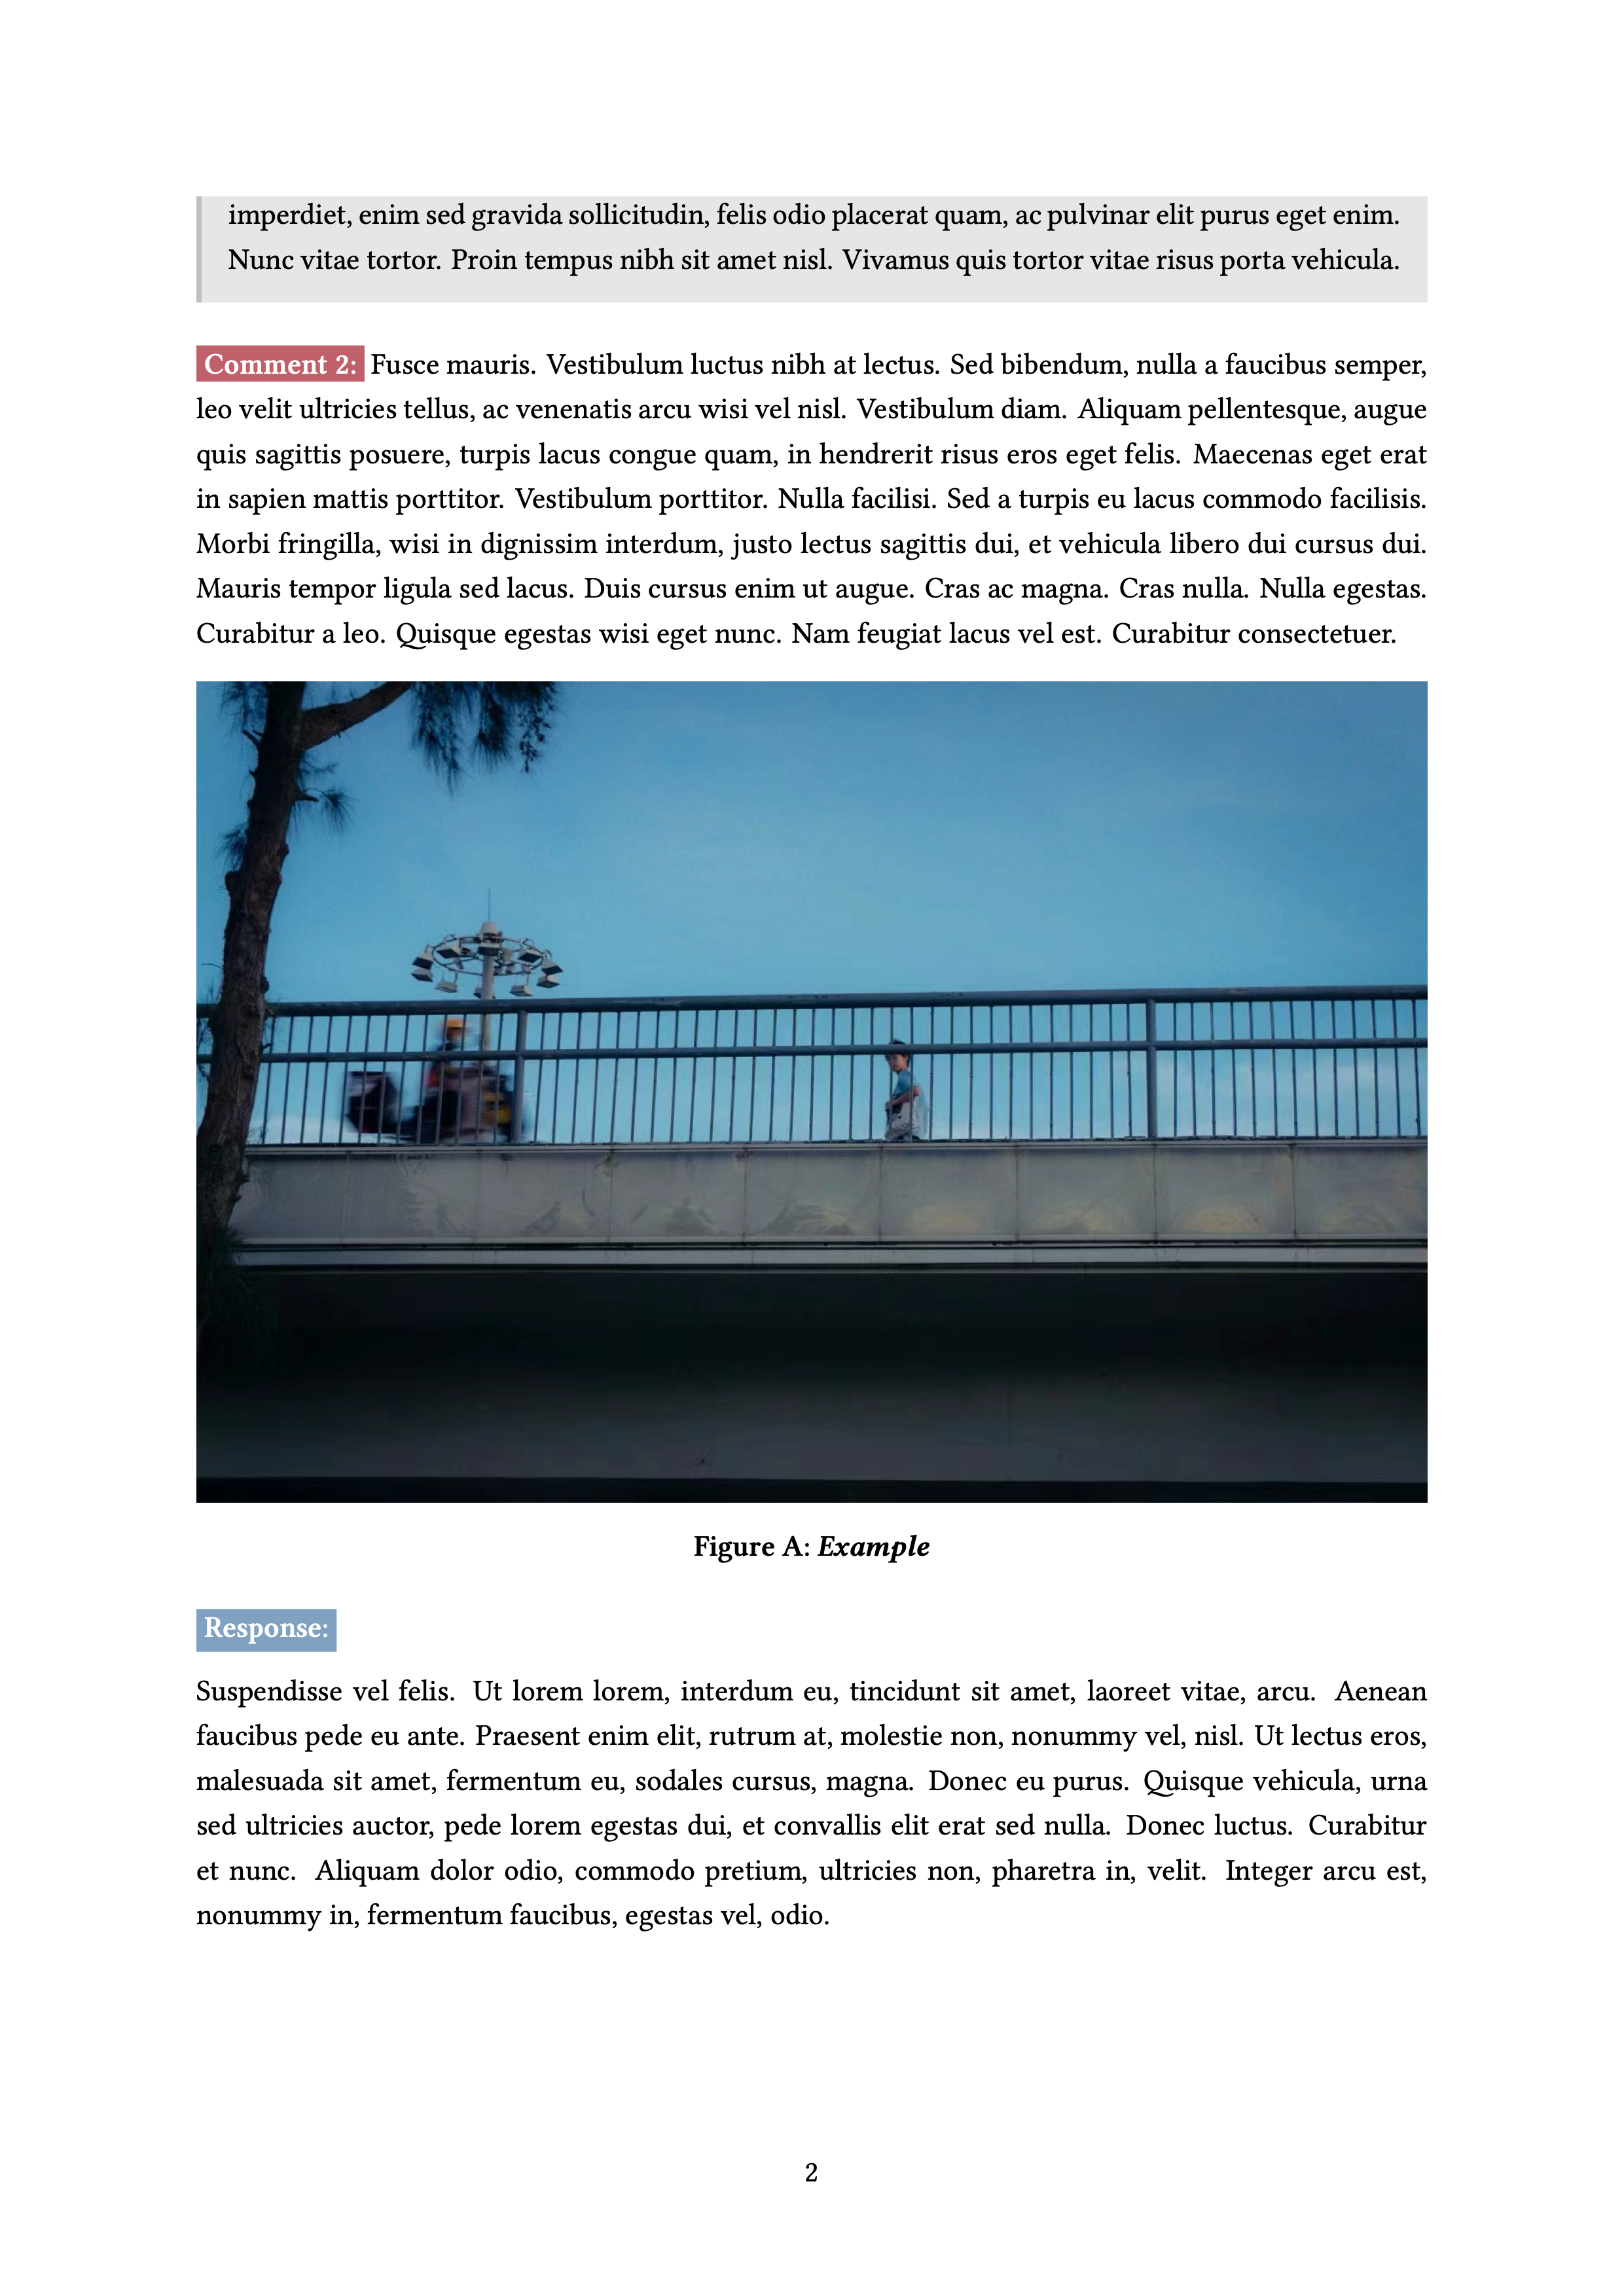 imperdiet, enim sed gravida sollicitudin, felis odio placerat quam, ac pulvinar elit purus eget enim.
Nunc vitae tortor. Proin tempus nibh sit amet nisl. Vivamus quis tortor vitae risus porta vehicula.
Comment 2: Fusce mauris. Vestibulum luctus nibh at lectus. Sed bibendum, nulla a faucibus semper,
leo velit ultricies tellus, ac venenatis arcu wisi vel nisl. Vestibulum diam. Aliquam pellentesque, augue
quis sagittis posuere, turpis lacus congue quam, in hendrerit risus eros eget felis. Maecenas eget erat
in sapien mattis porttitor. Vestibulum porttitor. Nulla facilisi. Sed a turpis eu lacus commodo facilisis.
Morbi fringilla, wisi in dignissim interdum, justo lectus sagittis dui, et vehicula libero dui cursus dui.
Mauris tempor ligula sed lacus. Duis cursus enim ut augue. Cras ac magna. Cras nulla. Nulla egestas.
Curabitur a leo. Quisque egestas wisi eget nunc. Nam feugiat lacus vel est. Curabitur consectetuer.
Figure A: Example
Response:
Suspendisse vel felis. Ut lorem lorem, interdum eu, tincidunt sit amet, laoreet vitae, arcu. Aenean
faucibus pede eu ante. Praesent enim elit, rutrum at, molestie non, nonummy vel, nisl. Ut lectus eros,
malesuada sit amet, fermentum eu, sodales cursus, magna. Donec eu purus. Quisque vehicula, urna
sed ultricies auctor, pede lorem egestas dui, et convallis elit erat sed nulla. Donec luctus. Curabitur
et nunc. Aliquam dolor odio, commodo pretium, ultricies non, pharetra in, velit. Integer arcu est,
nonummy in, fermentum faucibus, egestas vel, odio.
2